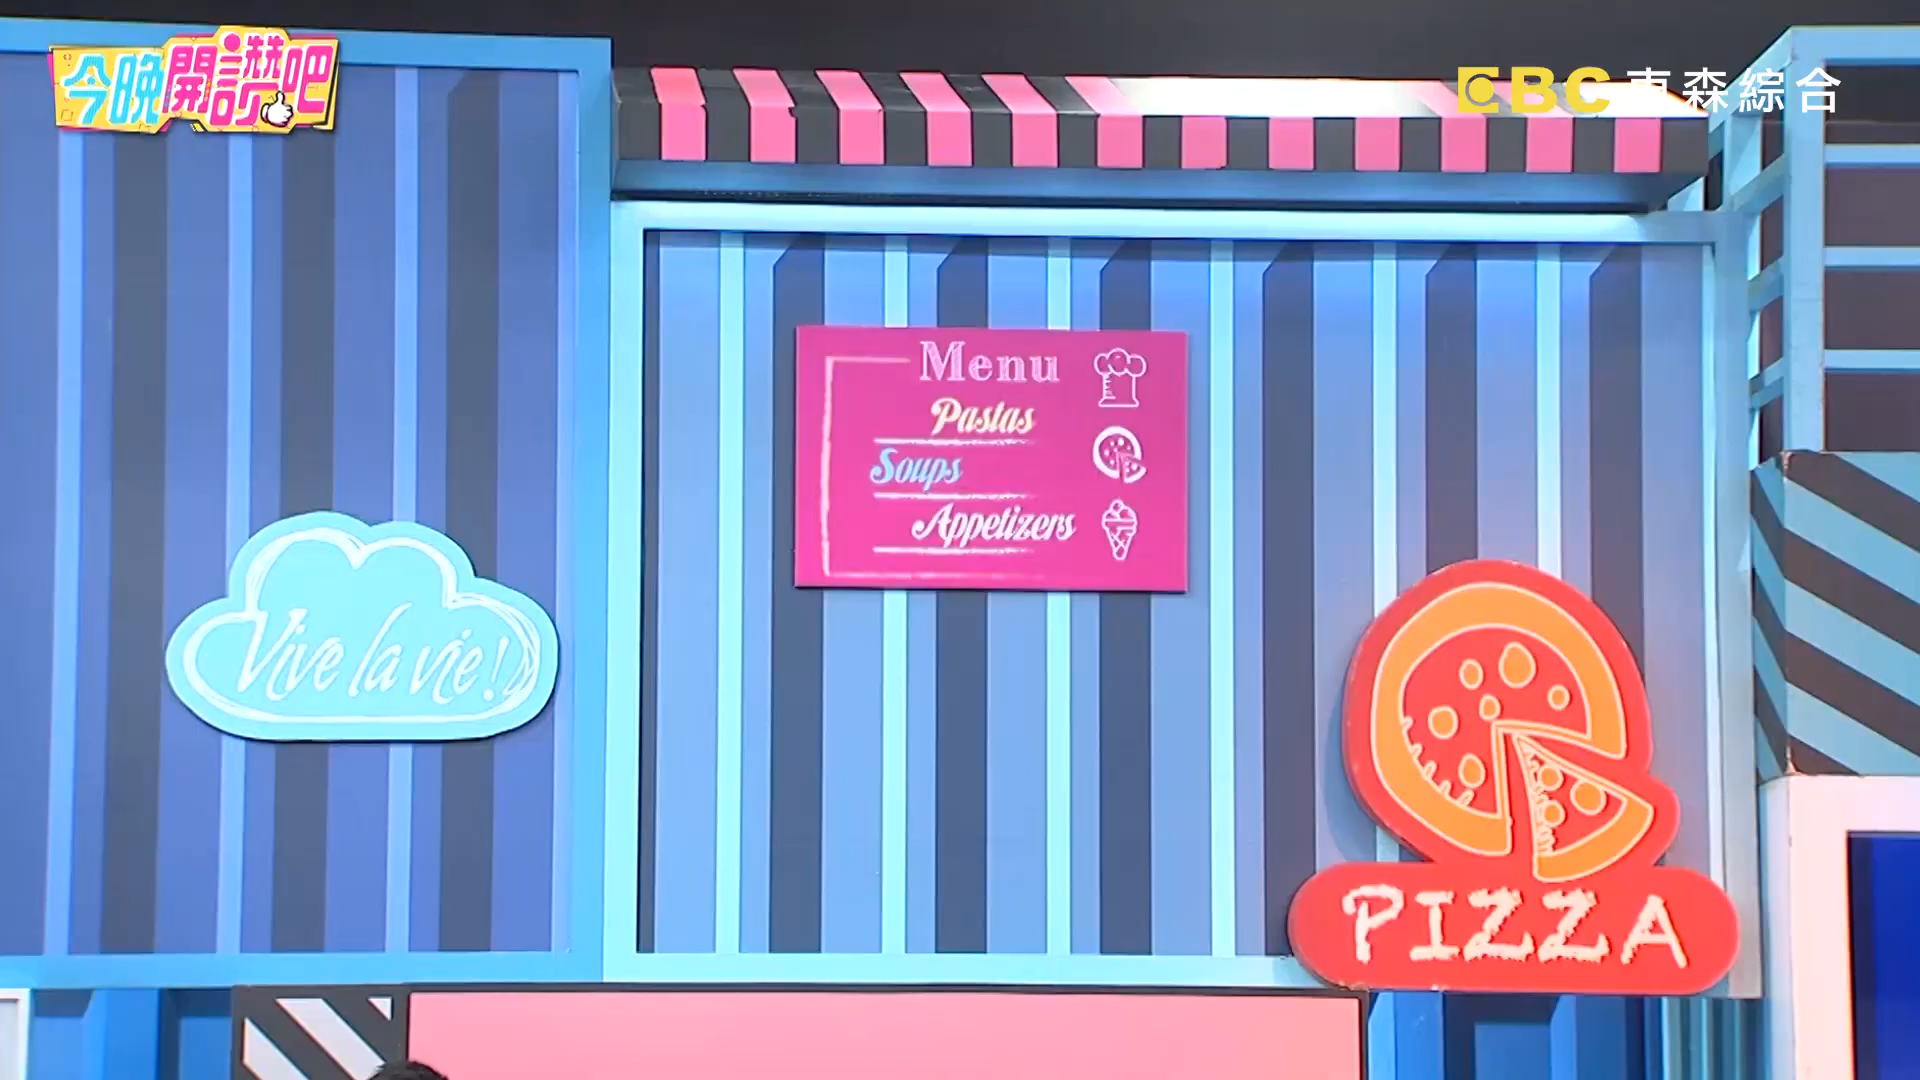 今晚開讚吧
EBC 東森綜合
Menu
Pastas
Soups
Appetizers
Vive la vie!
PIZZA